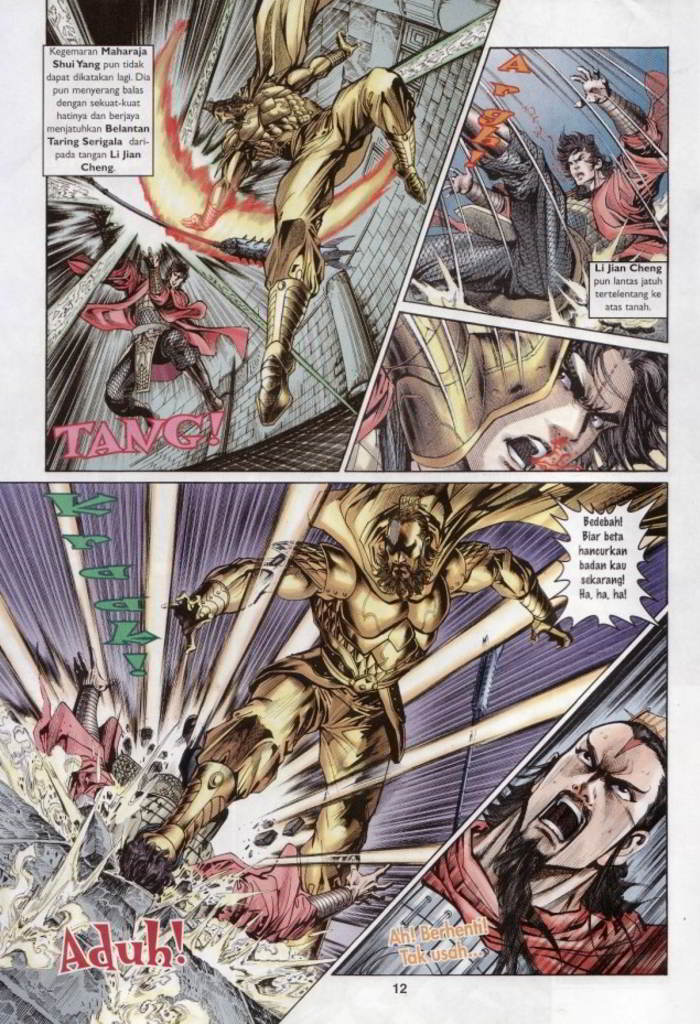 Kegemaran Maharaja
Shui Yang pun tidak
dapat dikatakan lagi. Dia
pun menyerang balas
dengan sekuat-kuat
hatinya dan berjaya
menjatuhkan Belantan
Taring Serigala dari-
pada tangan Li Jian
Cheng.
TANG!
Argh!
Li Jian Cheng
pun lantas jatuh
tertelentang ke
atas tanah.
Kraak!
Bedebah!
Biar beta
hancurkan
badan kau
sekarang!
Ha, ha, ha!
Aduh!
Ah! Berhenti!
Tak usah...
12